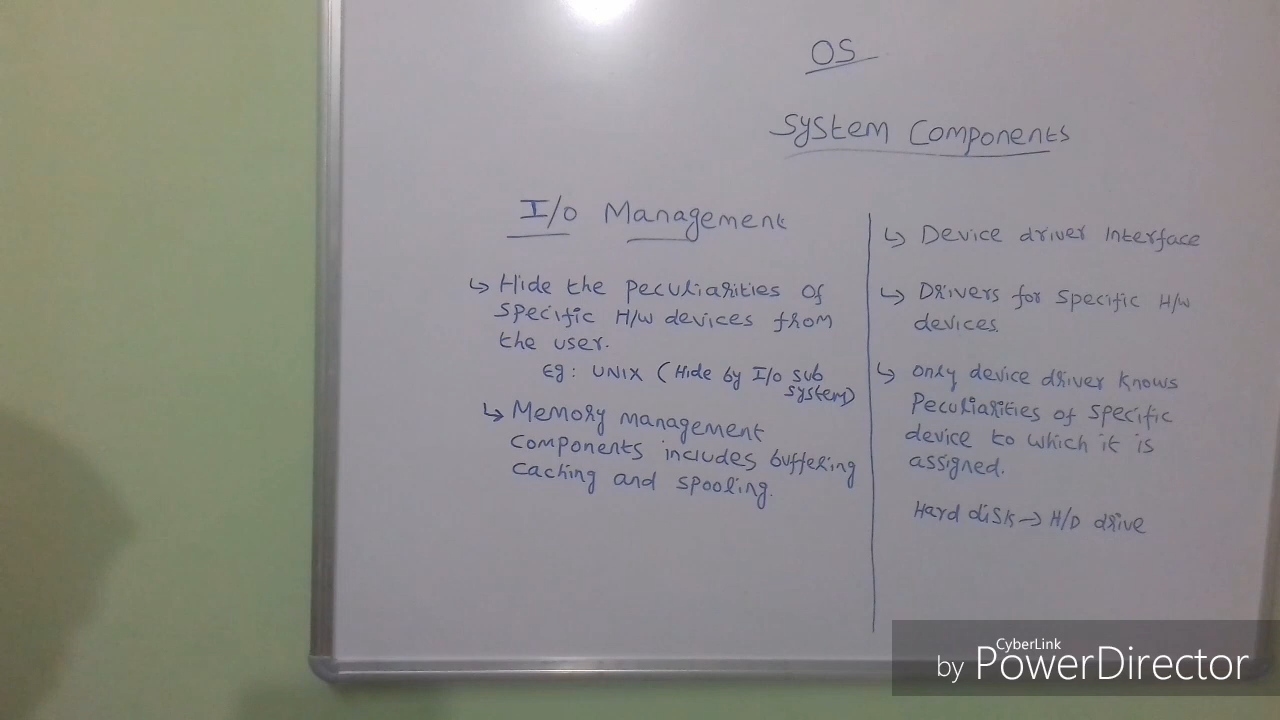 OS
System Components
I/O Management
↳ Hide the peculiarities of
specific H/w devices from
the user.
Eg: UNIX (Hide by I/O sub
system)
↳ Memory management
components includes buffering
caching and spooling.
↳ Device driver interface
↳ Drivers for specific H/w
devices.
↳ only device driver knows
peculiarities of specific
device to which it is
assigned.
Hard disk → H/D drive
by CyberLink
PowerDirector